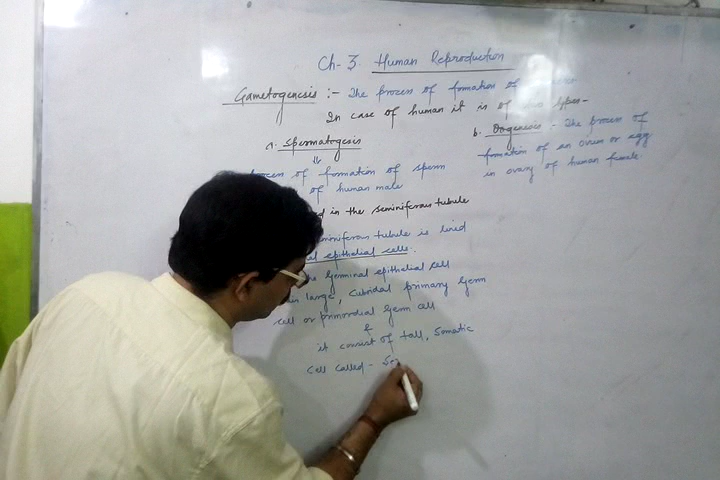 Ch-3. Human Reproduction
Gametogenesis :- The process of formation of
In case of human it is of types-
a. Spermatogesis
b. Oogenesis - The process of
formation of an ovum or egg
in ovary of human female.
process of formation of sperm
of human male
in the seminiferous tubule
seminiferous tubule is lined
epithelial cells.
the Germinal epithelial cell
large, cuboidal primary Germ
cell or primordial Germ cell
&
it consist of tall, Somatic
cell called - Se